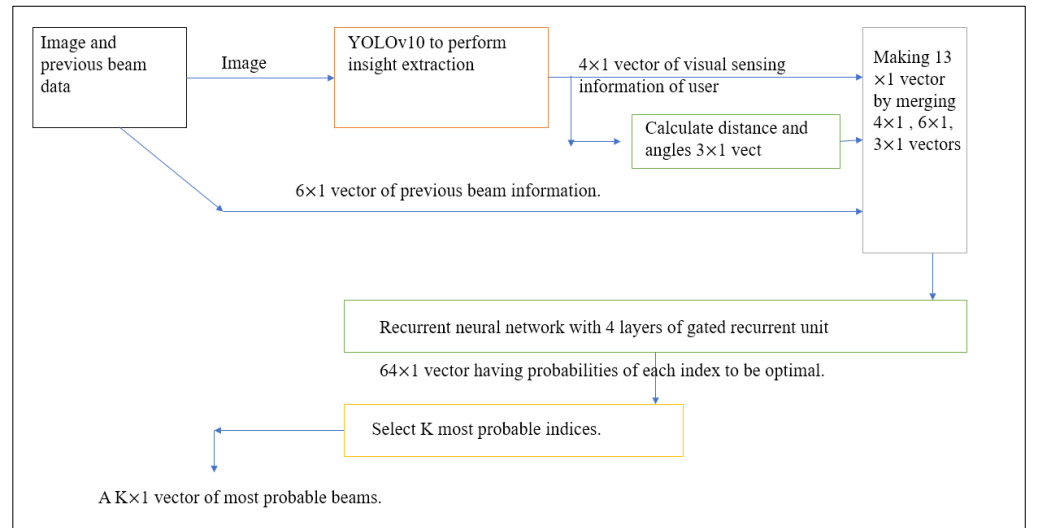 Image and
previous beam
data
Image
YOLOv10 to perform
insight extraction
4×1 vector of visual sensing
information of user
Calculate distance and
angles 3×1 vect
Making 13
×1 vector
by merging
4×1 , 6×1,
3×1 vectors
6×1 vector of previous beam information.
Recurrent neural network with 4 layers of gated recurrent unit
64×1 vector having probabilities of each index to be optimal.
Select K most probable indices.
A K×1 vector of most probable beams.